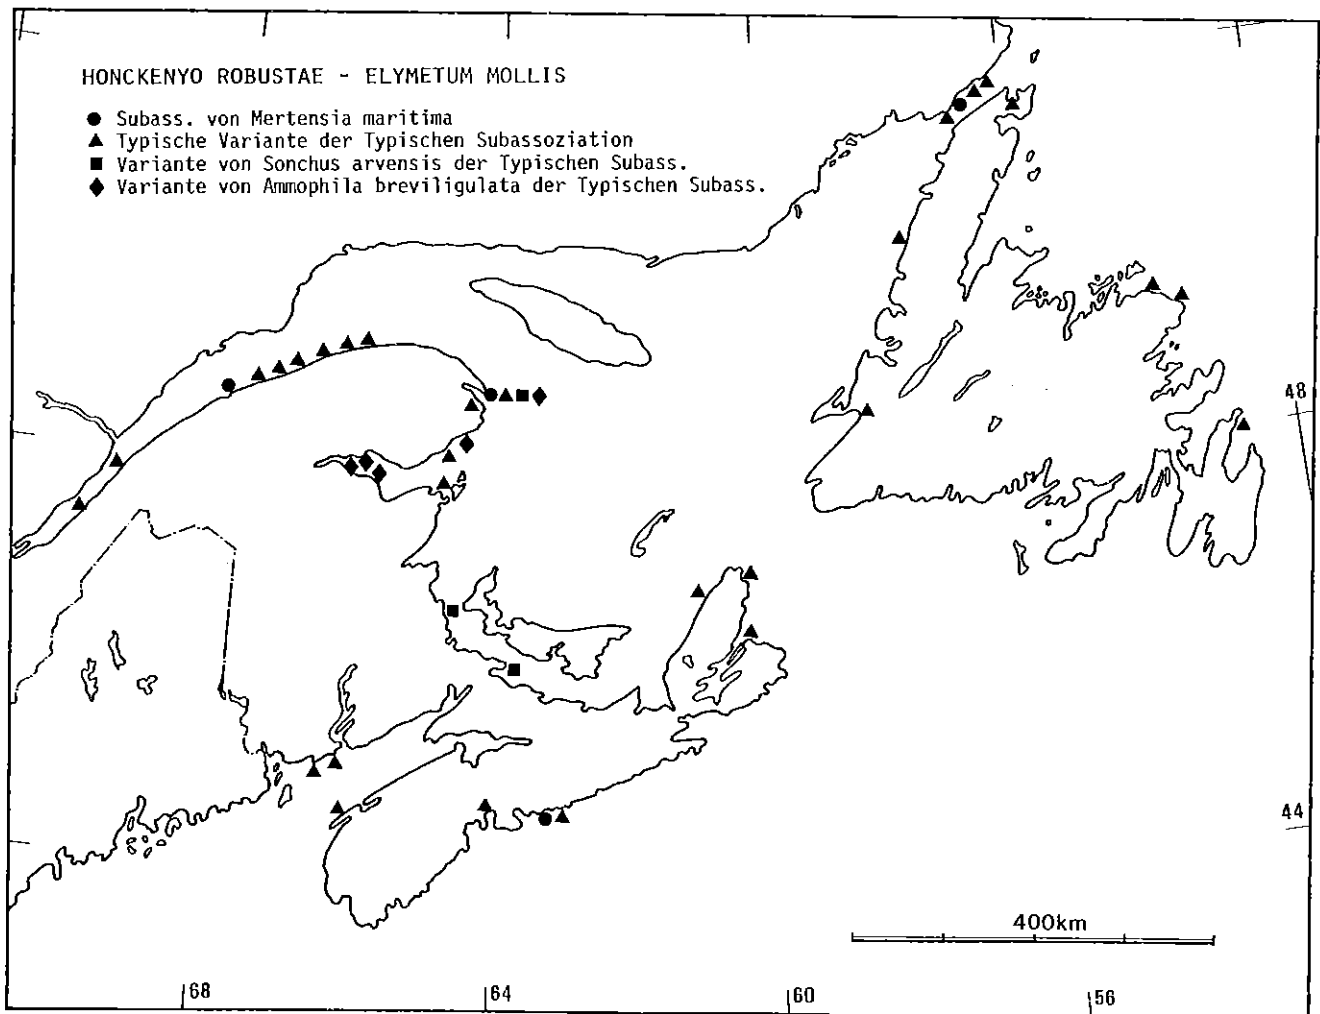 HONCKENYO ROBUSTAE - ELYMETUM MOLLIS
Subass. von Mertensia maritima
Typische Variante der Typischen Subassoziation
Variante von Sonchus arvensis der Typischen Subass.
Variante von Ammophila breviligulata der Typischen Subass.
48
44
400km
68
64
60
56